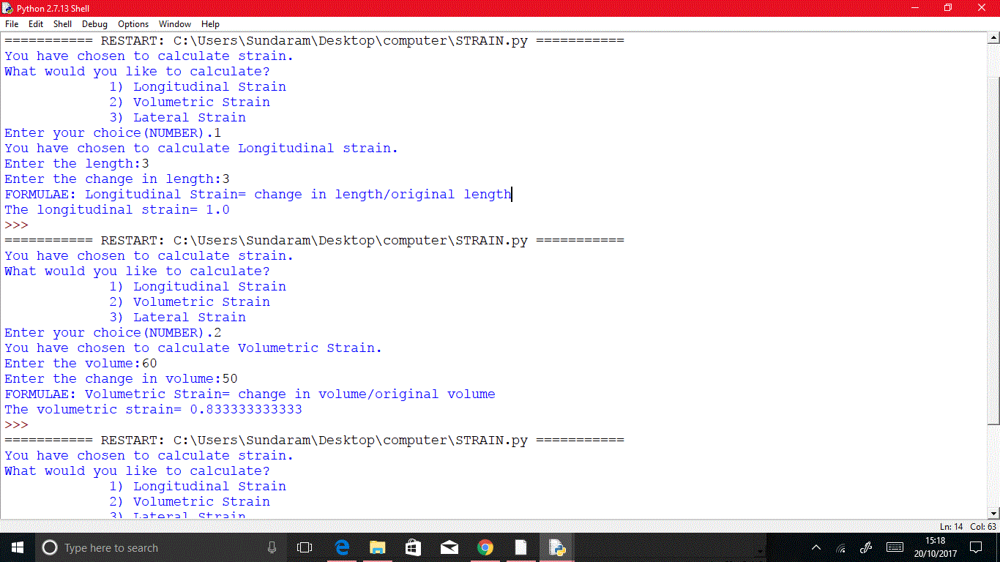 Python 2.7.13 Shell
File Edit Shell Debug Options Window Help
=========== RESTART: C:\Users\Sundaram\Desktop\computer\STRAIN.py ===========
You have chosen to calculate strain.
What would you like to calculate?
             1) Longitudinal Strain
             2) Volumetric Strain
             3) Lateral Strain
Enter your choice(NUMBER).1
You have chosen to calculate Longitudinal strain.
Enter the length:3
Enter the change in length:3
FORMULAE: Longitudinal Strain= change in length/original length
The longitudinal strain= 1.0
>>>
=========== RESTART: C:\Users\Sundaram\Desktop\computer\STRAIN.py ===========
You have chosen to calculate strain.
What would you like to calculate?
             1) Longitudinal Strain
             2) Volumetric Strain
             3) Lateral Strain
Enter your choice(NUMBER).2
You have chosen to calculate Volumetric Strain.
Enter the volume:60
Enter the change in volume:50
FORMULAE: Volumetric Strain= change in volume/original volume
The volumetric strain= 0.833333333333
>>>
=========== RESTART: C:\Users\Sundaram\Desktop\computer\STRAIN.py ===========
You have chosen to calculate strain.
What would you like to calculate?
             1) Longitudinal Strain
             2) Volumetric Strain
             3) Lateral Strain
Ln: 14 Col: 63
Type here to search
15:18
20/10/2017